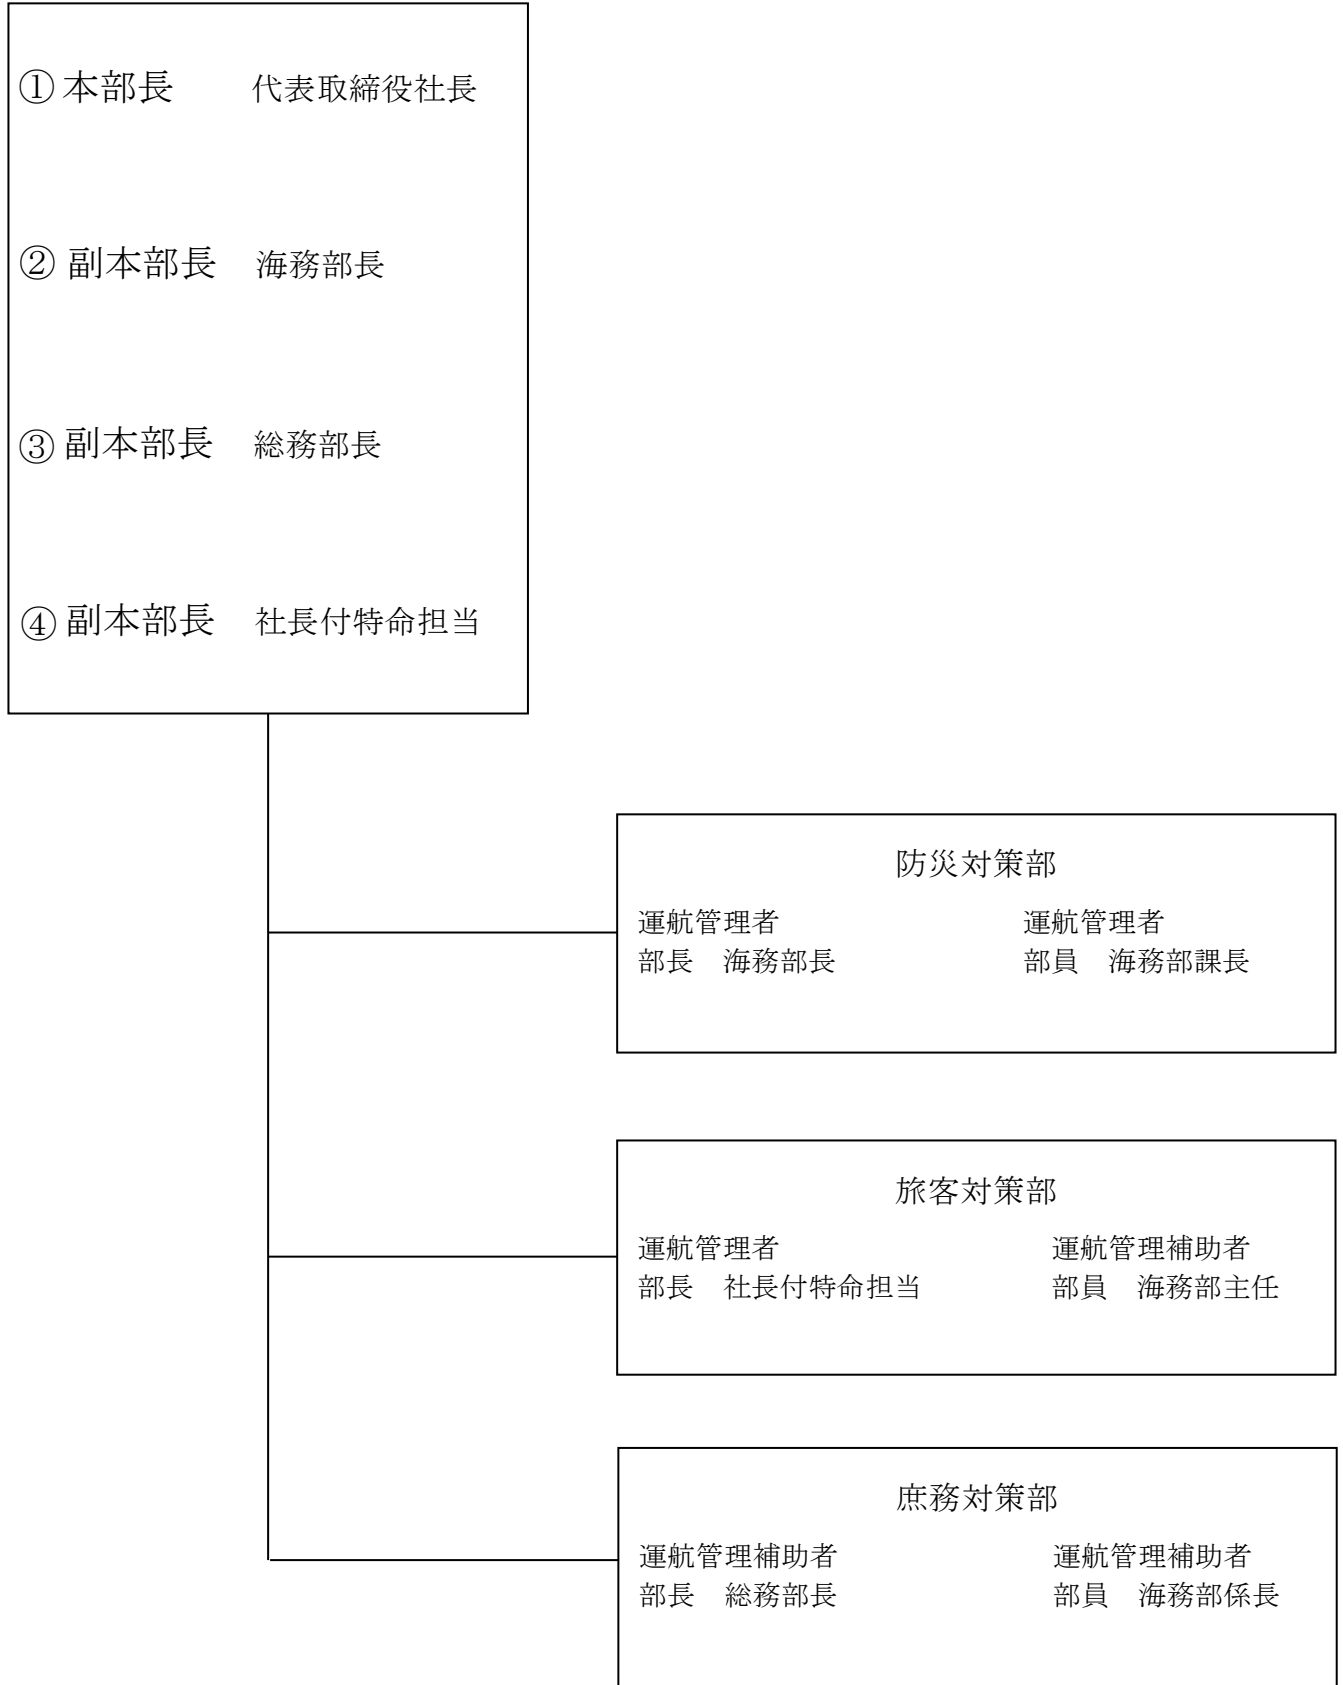 ①本部長　代表取締役社長
②副本部長　海務部長
③副本部長　総務部長
④副本部長　社長付特命担当
防災対策部
運航管理者　運航管理者
部長　海務部長　部員　海務部課長
旅客対策部
運航管理者　運航管理補助者
部長　社長付特命担当　部員　海務部主任
庶務対策部
運航管理補助者　運航管理補助者
部長　総務部長　部員　海務部係長